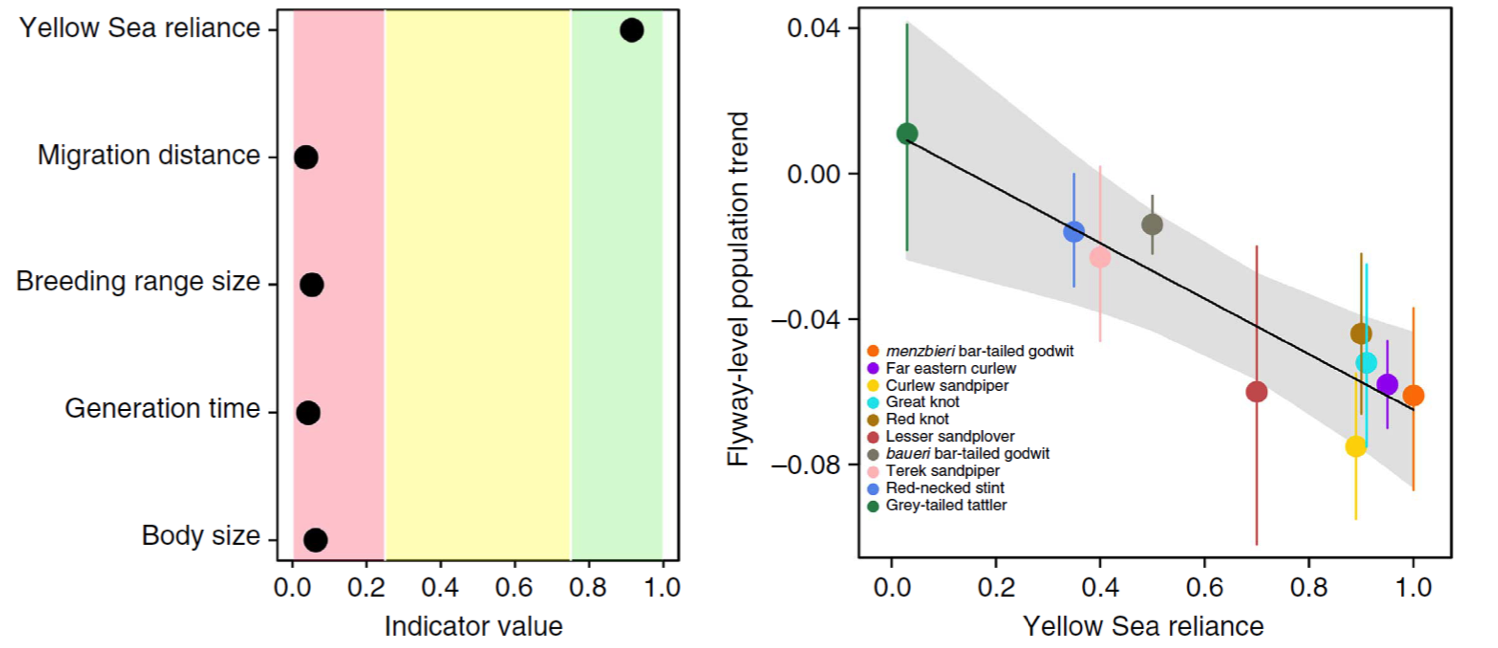 Yellow Sea reliance
Migration distance
Breeding range size
Generation time
Body size
0.0 0.2 0.4 0.6 0.8 1.0
Indicator value
Flyway-level population trend
0.04
0.00
−0.04
−0.08
menzbieri bar-tailed godwit
Far eastern curlew
Curlew sandpiper
Great knot
Red knot
Lesser sandplover
baueri bar-tailed godwit
Terek sandpiper
Red-necked stint
Grey-tailed tattler
0.0 0.2 0.4 0.6 0.8 1.0
Yellow Sea reliance